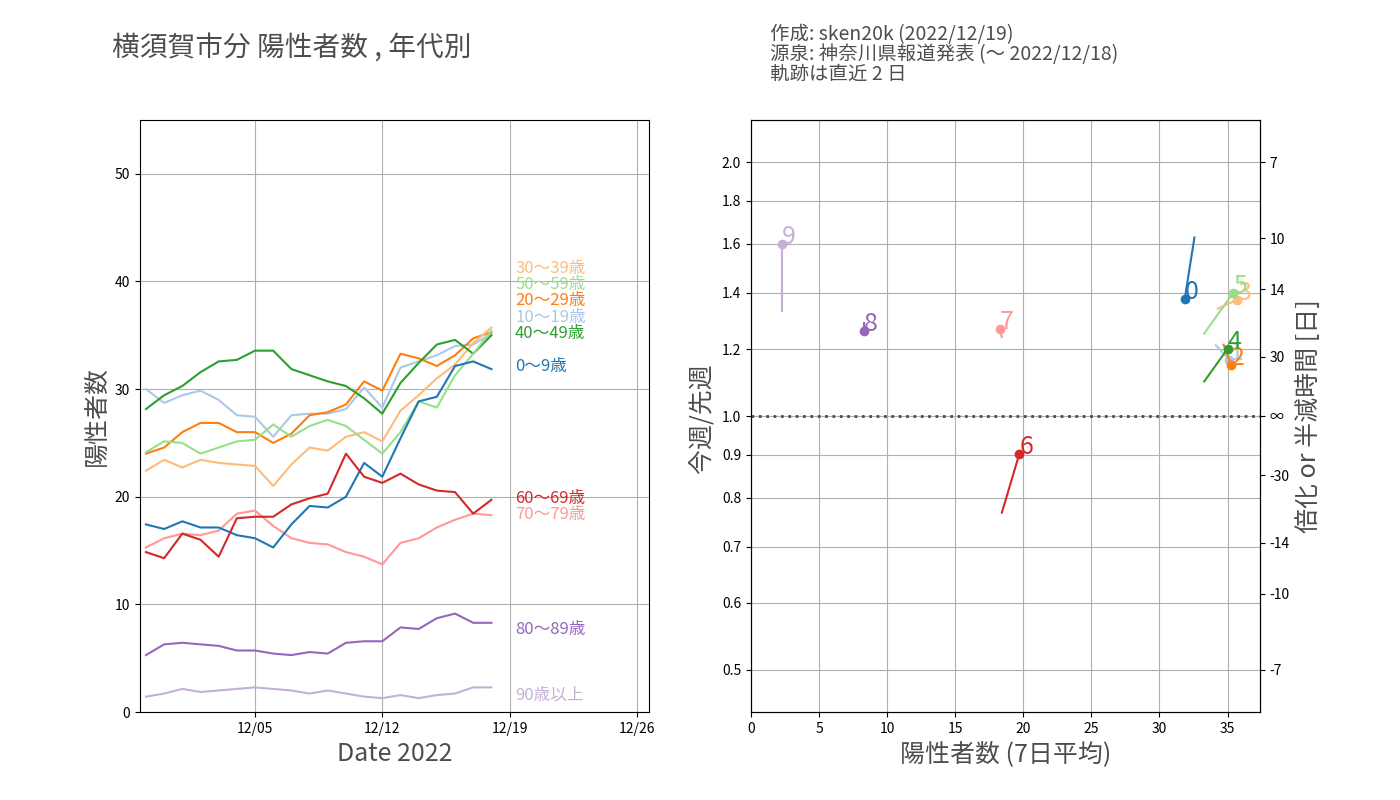 横須賀市分 陽性者数 , 年代別
作成: sken20k (2022/12/19)
源泉: 神奈川県報道発表 (〜 2022/12/18)
軌跡は直近 2 日
陽性者数
50
40
30
20
10
0
30〜39歳
50〜59歳
20〜29歳
10〜19歳
40〜49歳
0〜9歳
60〜69歳
70〜79歳
80〜89歳
90歳以上
12/05
12/12
12/19
12/26
Date 2022
今週/先週
2.0
1.8
1.6
1.4
1.2
1.0
0.9
0.8
0.7
0.6
0.5
9
8
7
6
0
5
3
4
1
2
7
10
14
30
∞
-30
-14
-10
-7
倍化 or 半減時間 [日]
0
5
10
15
20
25
30
35
陽性者数 (7日平均)